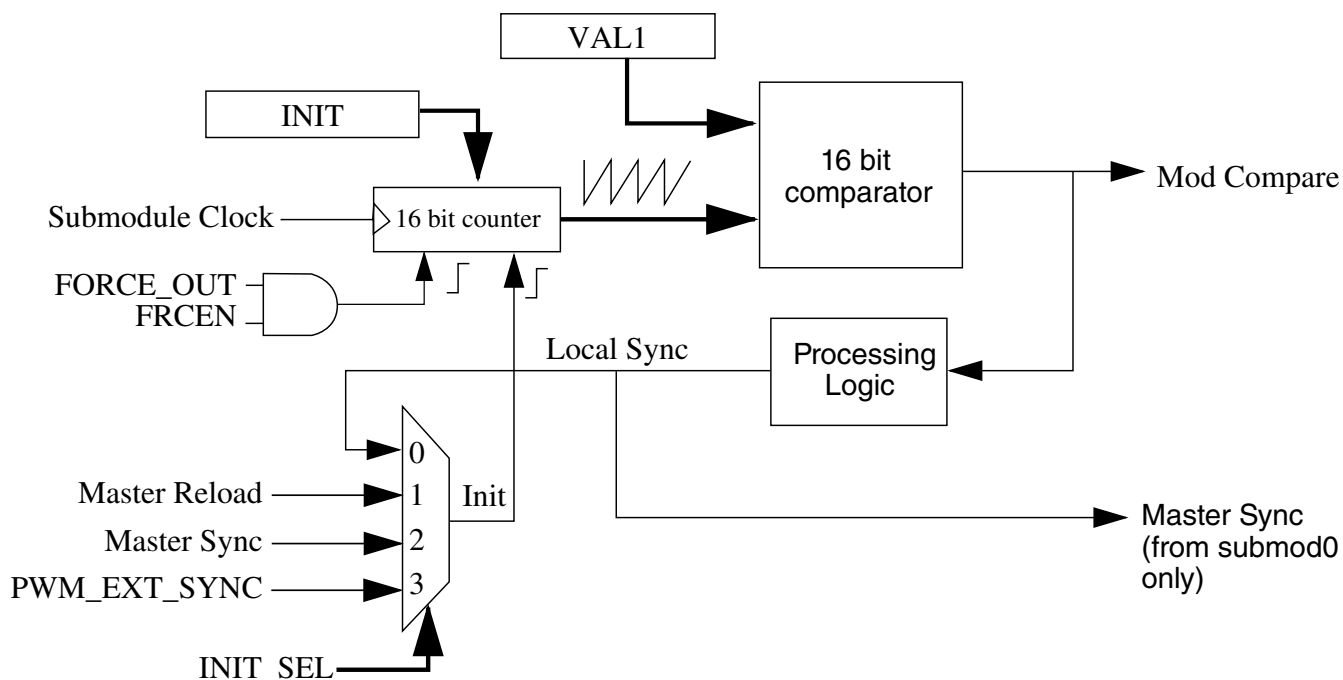 VAL1
INIT
16 bit
comparator
Mod Compare
Submodule Clock
16 bit counter
FORCE_OUT
FRCEN
Local Sync
Processing
Logic
0
Master Reload
1
Init
Master Sync
2
PWM_EXT_SYNC
3
Master Sync
(from submod0
only)
INIT_SEL